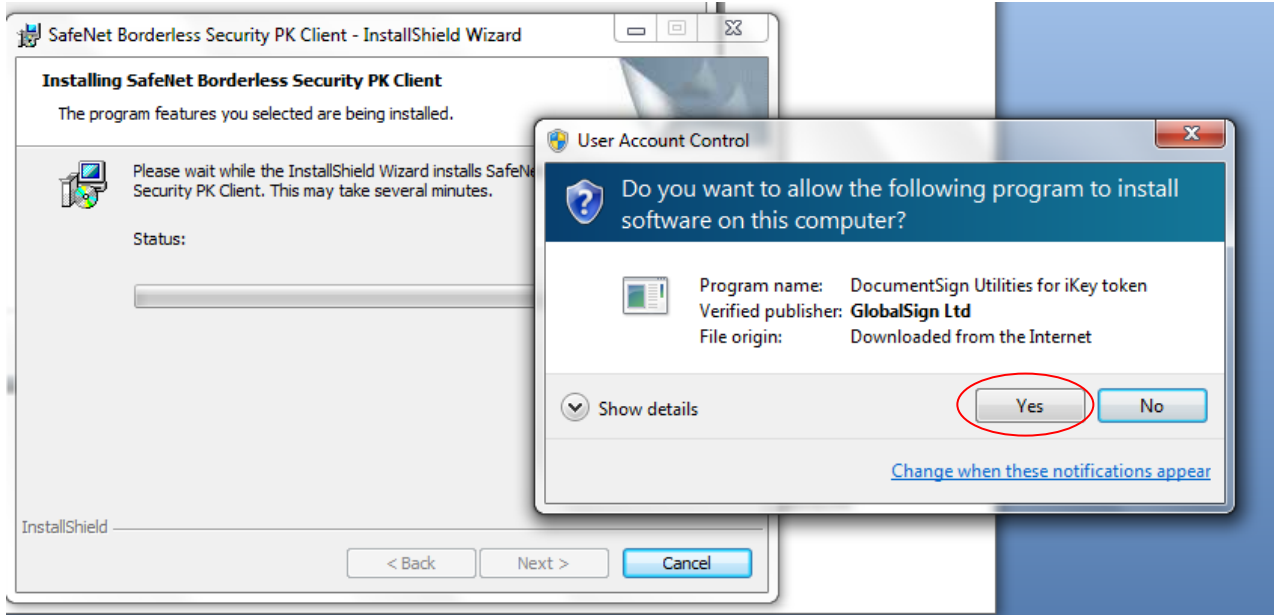 SafeNet Borderless Security PK Client - InstallShield Wizard
Installing SafeNet Borderless Security PK Client
The program features you selected are being installed.
Please wait while the InstallShield Wizard installs
Security PK Client. This may take several minutes.
Status:
InstallShield
< Back
Next >
Cancel
User Account Control
Do you want to allow the following program to install
software on this computer?
Program name: DocumentSign Utilities for iKey token
Verified publisher: GlobalSign Ltd
File origin: Downloaded from the Internet
Show details
Yes
No
Change when these notifications appear